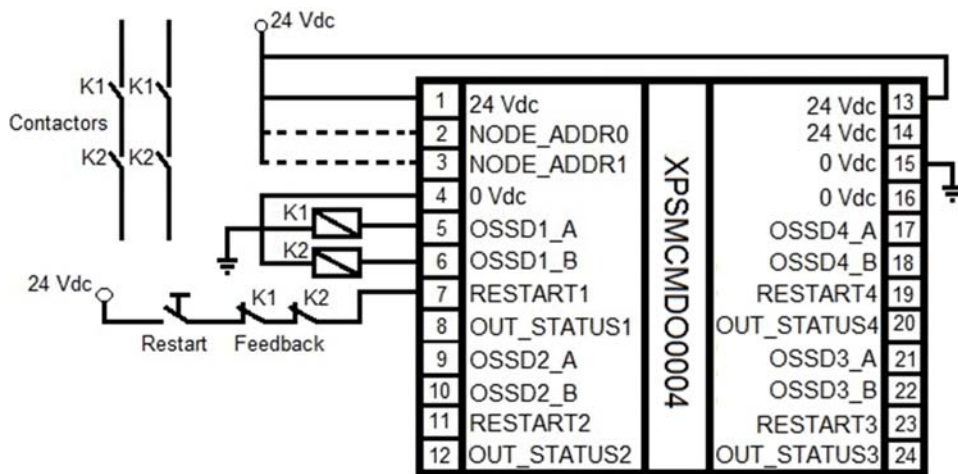 24 Vdc
K1 K1
Contactors
K2 K2
1 24 Vdc
2 NODE_ADDR0
3 NODE_ADDR1
4 0 Vdc
K1
5 OSSD1_A
K2
6 OSSD1_B
24 Vdc
K1 K2
7 RESTART1
Restart Feedback
8 OUT_STATUS1
9 OSSD2_A
10 OSSD2_B
11 RESTART2
12 OUT_STATUS2
XPSMCMDO0004
24 Vdc 13
24 Vdc 14
0 Vdc 15
0 Vdc 16
OSSD4_A 17
OSSD4_B 18
RESTART4 19
OUT_STATUS4 20
OSSD3_A 21
OSSD3_B 22
RESTART3 23
OUT_STATUS3 24